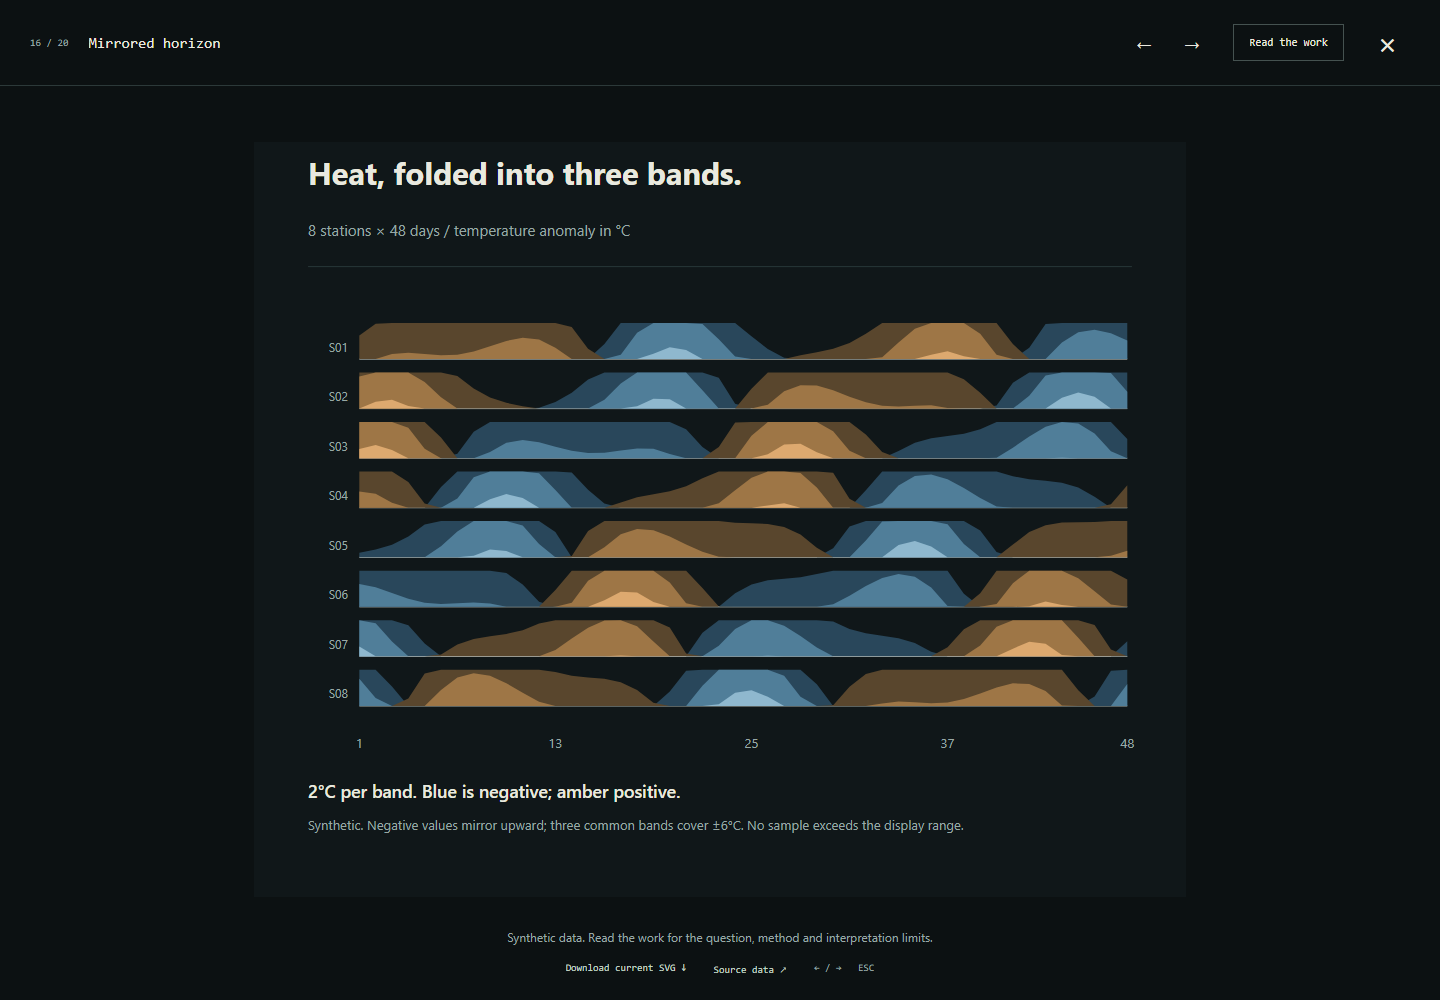 16 / 20 Mirrored horizon ← → Read the work ✕
Heat, folded into three bands.
8 stations × 48 days / temperature anomaly in °C
S01
S02
S03
S04
S05
S06
S07
S08
1 13 25 37 48
2°C per band. Blue is negative; amber positive.
Synthetic. Negative values mirror upward; three common bands cover ±6°C. No sample exceeds the display range.
Synthetic data. Read the work for the question, method and interpretation limits.
Download current SVG ↓ Source data ↗ ← / → ESC